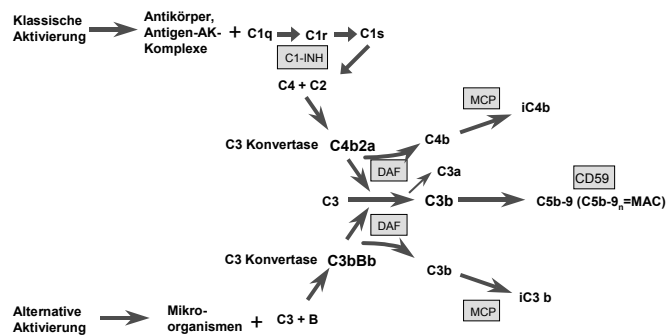 Klassische
Aktivierung
Antikörper,
Antigen-AK-
Komplexe
+ C1q C1r C1s
C1-INH
C4 + C2
MCP
iC4b
C3 Konvertase C4b2a
C4b
DAF
C3a
CD59
C3 C3b
C5b-9 (C5b-9n=MAC)
DAF
C3 Konvertase C3bBb
C3b
iC3 b
MCP
Alternative
Aktivierung
Mikro-
organismen
+ C3 + B